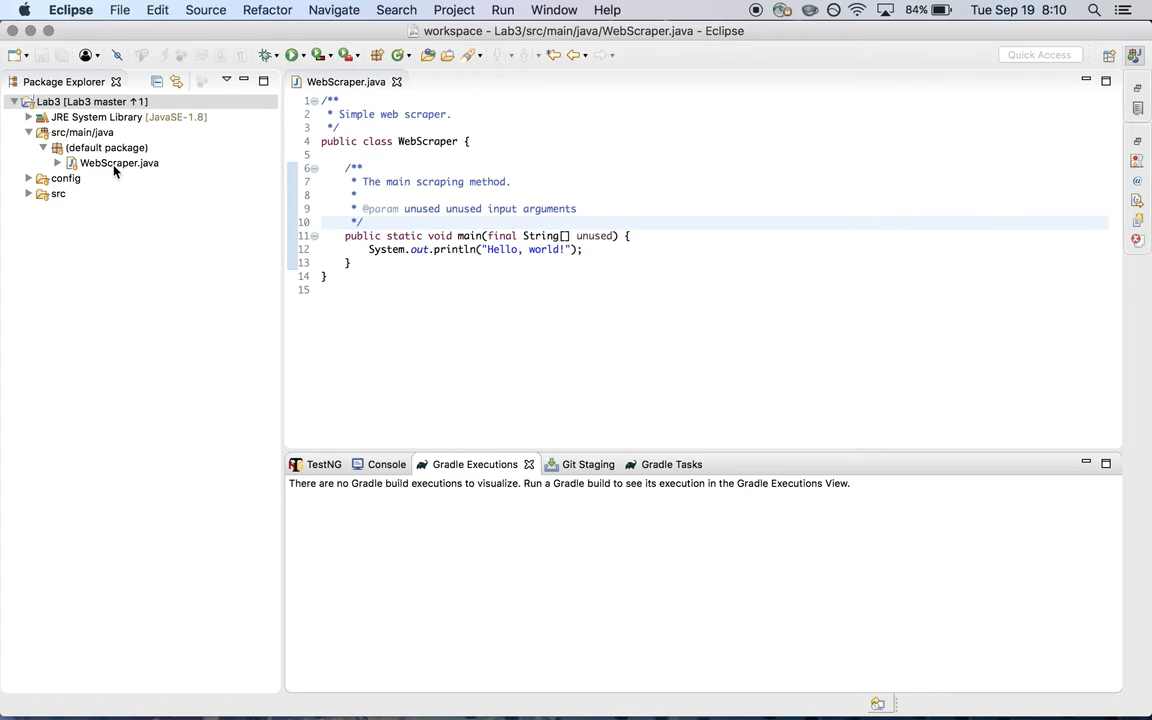 Eclipse File Edit Source Refactor Navigate Search Project Run Window Help 84% Tue Sep 19 8:10
workspace - Lab3/src/main/java/WebScraper.java - Eclipse
Quick Access
Package Explorer
Lab3 [Lab3 master ↑1]
JRE System Library [JavaSE-1.8]
src/main/java
(default package)
WebScraper.java
config
src
WebScraper.java
1 /**
2 * Simple web scraper.
3 */
4 public class WebScraper {
5
6 /**
7 * The main scraping method.
8 *
9 * @param unused unused input arguments
10 */
11 public static void main(final String[] unused) {
12 System.out.println("Hello, world!");
13 }
14 }
15
TestNG Console Gradle Executions Git Staging Gradle Tasks
There are no Gradle build executions to visualize. Run a Gradle build to see its execution in the Gradle Executions View.